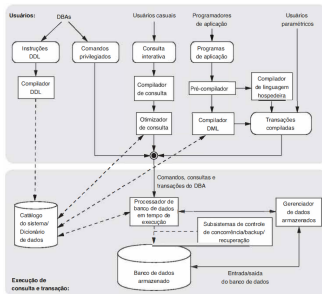 Usuários:
DBAs
Usuários casuais
Programadores
de aplicação
Usuários
paramétricos
Instruções
DDL
Comandos
privilegiados
Consulta
interativa
Programas
de aplicação
Compilador
DDL
Compilador
de consulta
Pré-compilador
Compilador
de linguagem
hospedeira
Otimizador
de consulta
Compilador
DML
Transações
compiladas
Comandos, consultas e
transações do DBA
Catálogo
do sistema/
Dicionário
de dados
Processador de
banco de dados
em tempo de
execução
Gerenciador
de dados
armazenados
Subsistemas de controle
de concorrência/backup/
recuperação
Banco de dados
armazenado
Entrada/saída
do banco de dados
Execução de
consulta e transação: